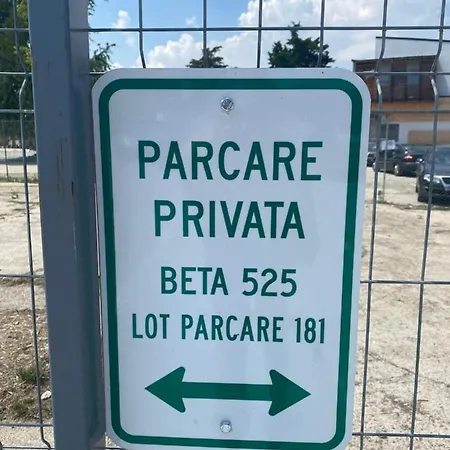 PARCARE
PRIVATA
BETA 525
LOT PARCARE 181